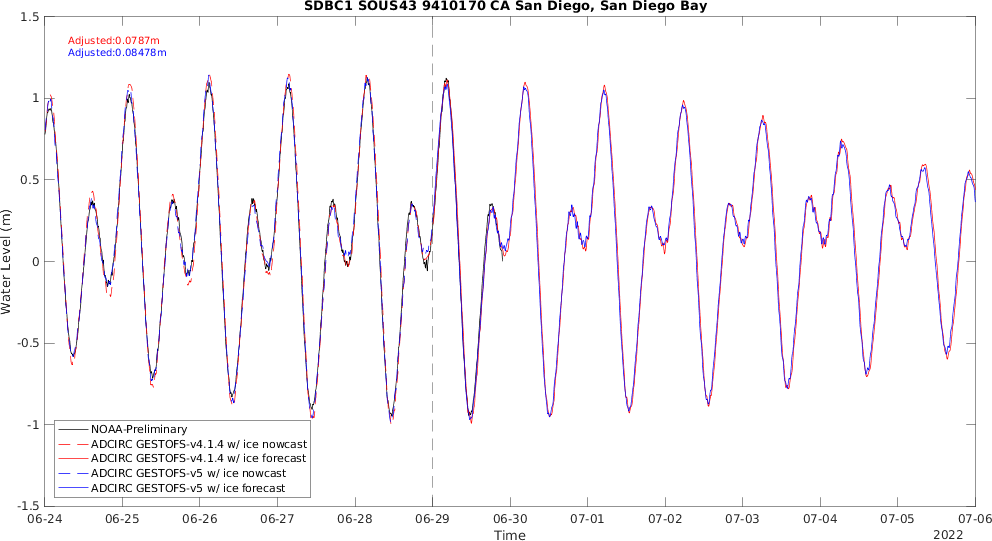 SDBC1 SOUS43 9410170 CA San Diego, San Diego Bay
1.5
Adjusted:0.0787m
Adjusted:0.08478m
1
0.5
0
-0.5
-1
-1.5
Water Level (m)
NOAA-Preliminary
ADCIRC GESTOFS-v4.1.4 w/ ice nowcast
ADCIRC GESTOFS-v4.1.4 w/ ice forecast
ADCIRC GESTOFS-v5 w/ ice nowcast
ADCIRC GESTOFS-v5 w/ ice forecast
06-24 06-25 06-26 06-27 06-28 06-29 06-30 07-01 07-02 07-03 07-04 07-05 07-06
Time
2022